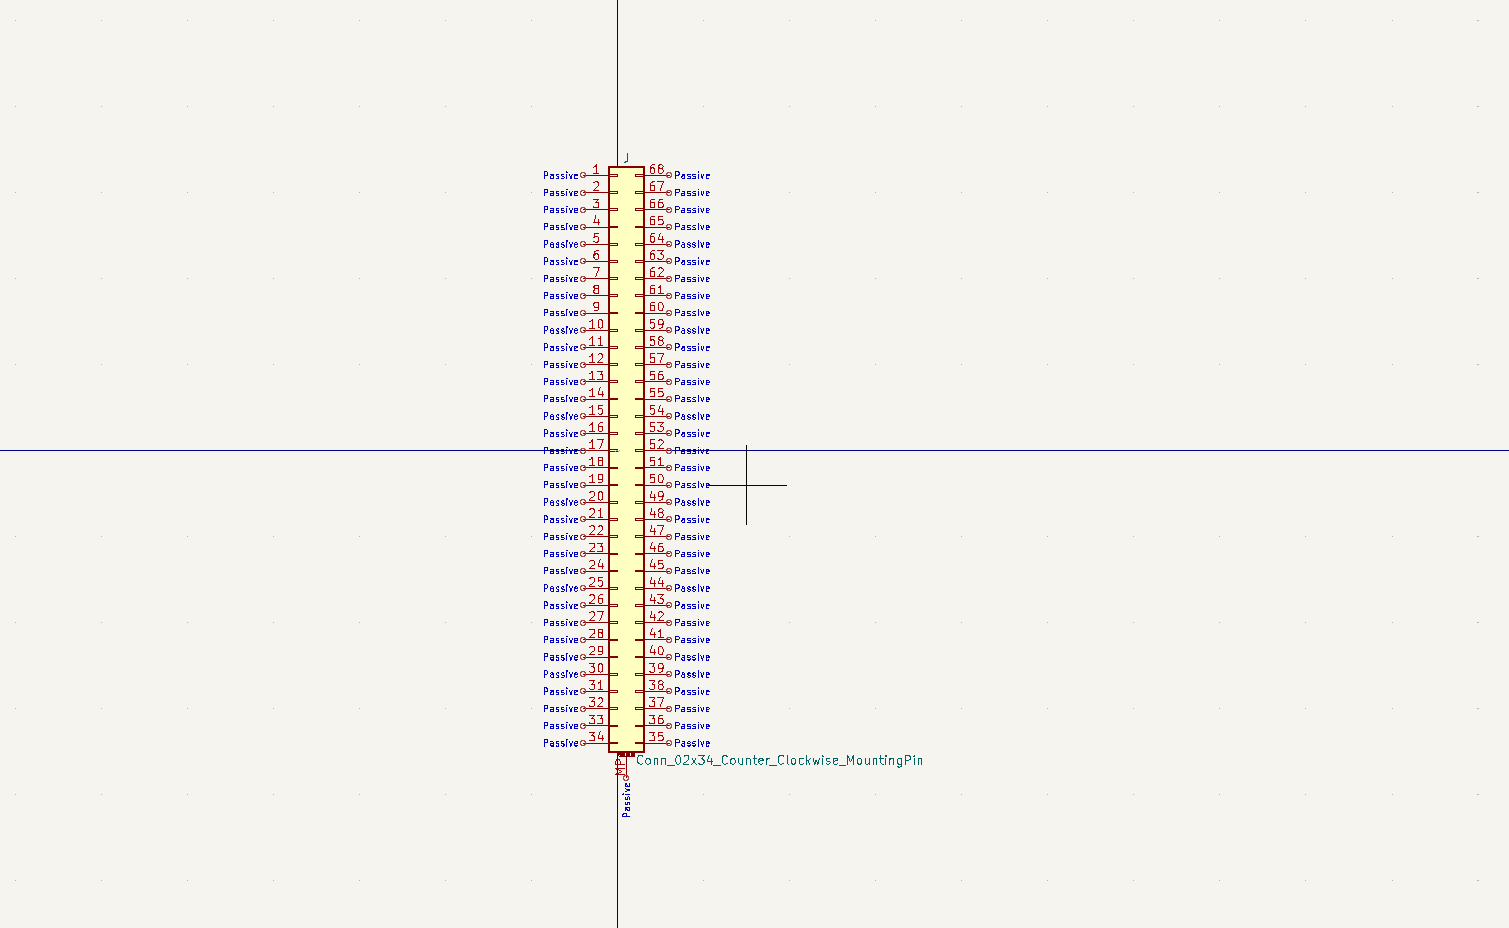 J
Passive 1 68 Passive
Passive 2 67 Passive
Passive 3 66 Passive
Passive 4 65 Passive
Passive 5 64 Passive
Passive 6 63 Passive
Passive 7 62 Passive
Passive 8 61 Passive
Passive 9 60 Passive
Passive 10 59 Passive
Passive 11 58 Passive
Passive 12 57 Passive
Passive 13 56 Passive
Passive 14 55 Passive
Passive 15 54 Passive
Passive 16 53 Passive
Passive 17 52 Passive
Passive 18 51 Passive
Passive 19 50 Passive
Passive 20 49 Passive
Passive 21 48 Passive
Passive 22 47 Passive
Passive 23 46 Passive
Passive 24 45 Passive
Passive 25 44 Passive
Passive 26 43 Passive
Passive 27 42 Passive
Passive 28 41 Passive
Passive 29 40 Passive
Passive 30 39 Passive
Passive 31 38 Passive
Passive 32 37 Passive
Passive 33 36 Passive
Passive 34 35 Passive
Conn_02x34_Counter_Clockwise_MountingPin
MP
Passive